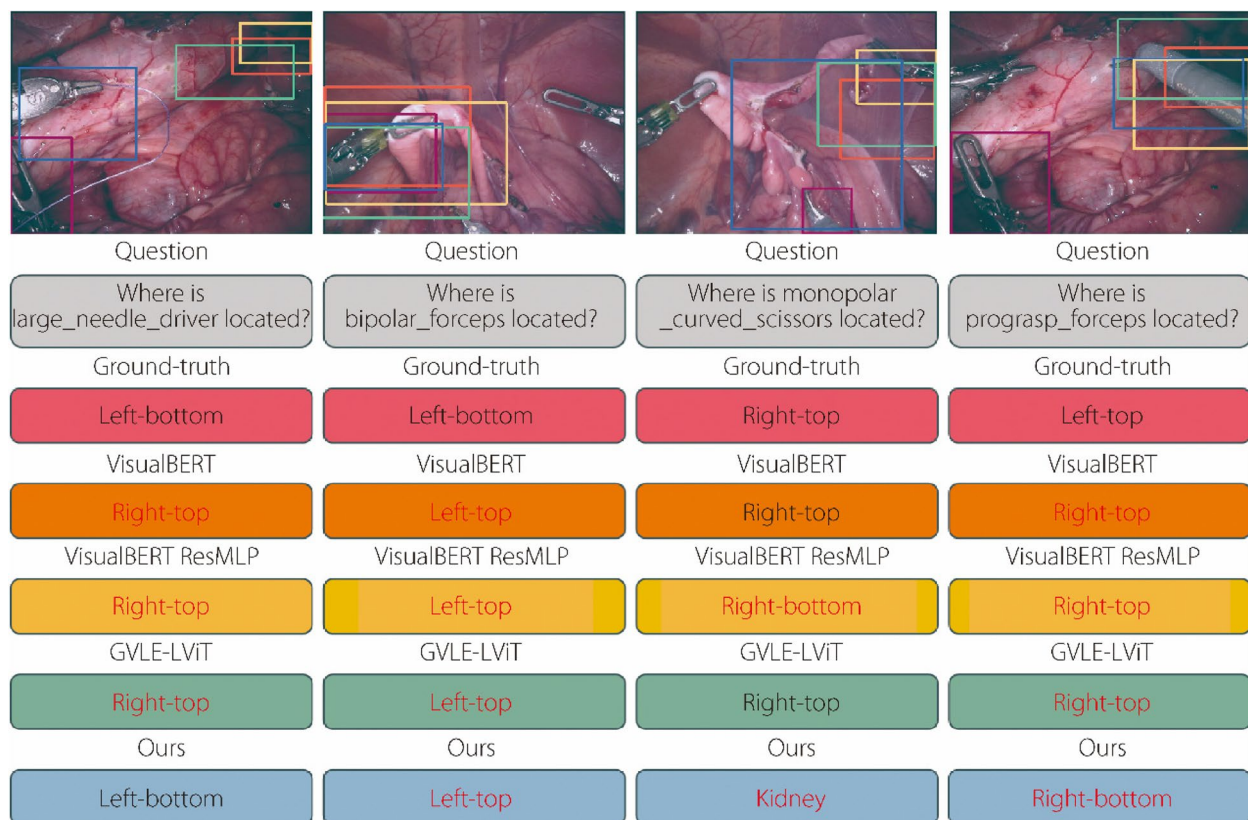 Question Question Question Question
Where is Where is Where is monopolar Where is
large_needle_driver located? bipolar_forceps located? _curved_scissors located? prograsp_forceps located?
Ground-truth Ground-truth Ground-truth Ground-truth
Left-bottom Left-bottom Right-top Left-top
VisualBERT VisualBERT VisualBERT VisualBERT
Right-top Left-top Right-top Right-top
VisualBERT ResMLP VisualBERT ResMLP VisualBERT ResMLP VisualBERT ResMLP
Right-top Left-top Right-bottom Right-top
GVLE-LViT GVLE-LViT GVLE-LViT GVLE-LViT
Right-top Left-top Right-top Right-top
Ours Ours Ours Ours
Left-bottom Left-top Kidney Right-bottom